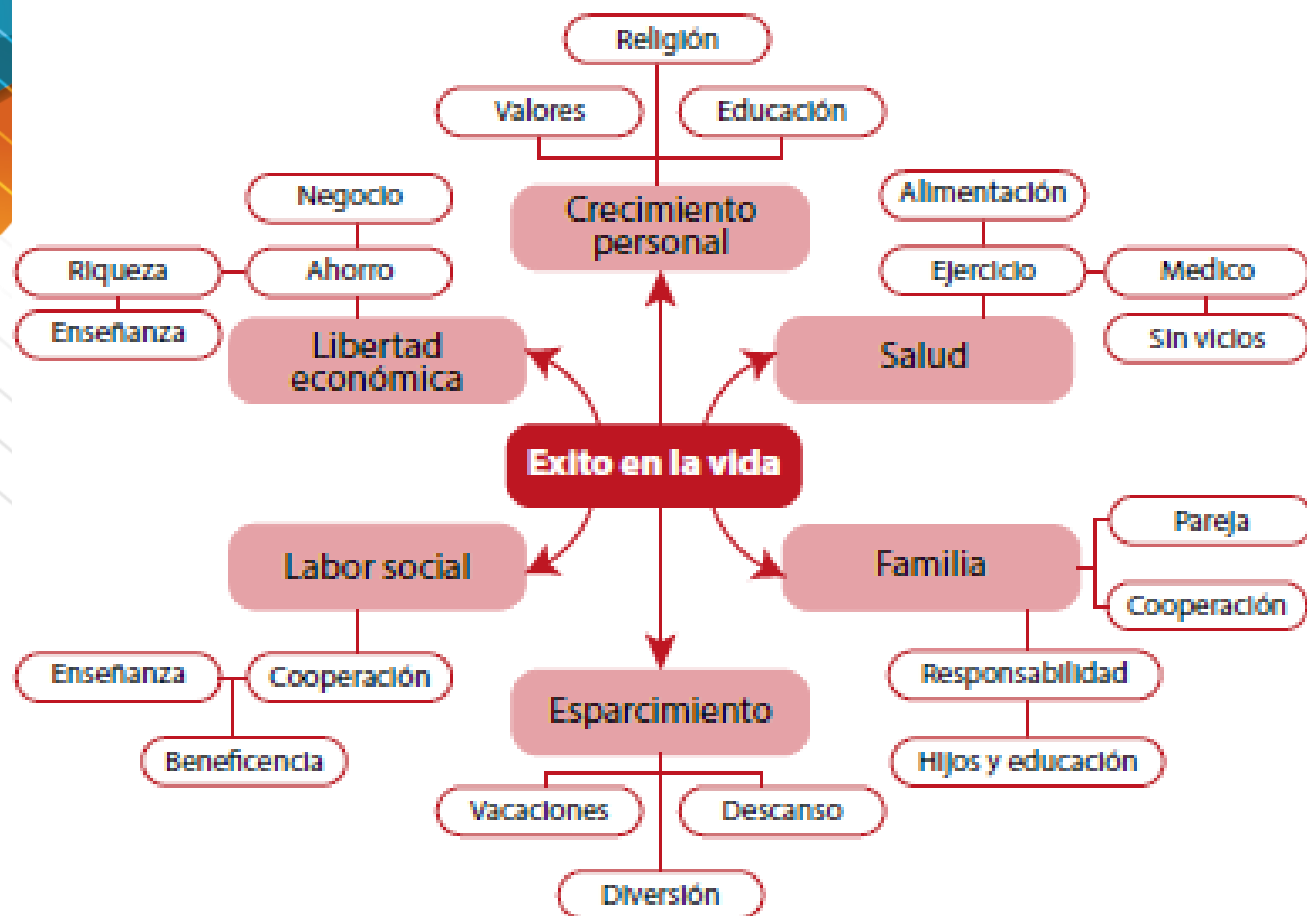 Religión
Valores
Educación
Crecimiento
personal
Negocio
Riqueza
Ahorro
Enseñanza
Libertad
económica
Alimentación
Ejercicio
Medico
Sin vicios
Salud
Exito en la vida
Labor social
Enseñanza
Cooperación
Beneficencia
Familia
Pareja
Cooperación
Responsabilidad
Hijos y educación
Esparcimiento
Vacaciones
Descanso
Diversión